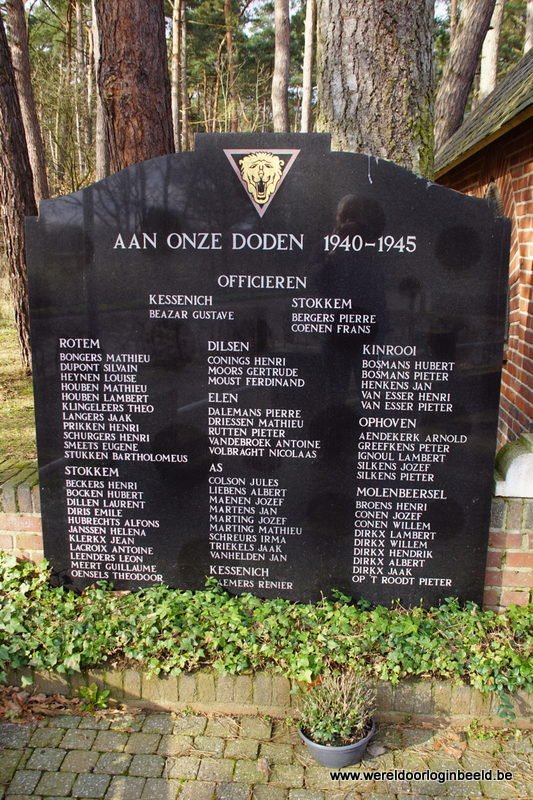 AAN ONZE DODEN 1940-1945
OFFICIEREN
KESSENICH
BEAZAR GUSTAVE
STOKKEM
BERGERS PIERRE
COENEN FRANS
ROTEM
BONGERS MATHIEU
DUPONT SILVAIN
HEYNEN LOUISE
HOUBEN MATHIEU
HOUBEN LAMBERT
KLINGELEERS THEO
LANGERS JAAK
PRIKKEN HENRI
SCHURGERS HENRI
SMEETS EUGENE
STUKKEN BARTHOLOMEUS
STOKKEM
BECKERS HENRI
BOCKEN HUBERT
DILLEN LAURENT
DIRIS EMILE
HUBRECHTS ALFONS
JANSSEN HELENA
KLERKX JEAN
LACROIX ANTOINE
LEENDERS LEON
MEERT GUILLAUME
OENSELS THEODOOR
DILSEN
CONINGS HENRI
MOORS GERTRUDE
MOUST FERDINAND
ELEN
DALEMANS PIERRE
DRIESSEN MATHIEU
RUTTEN PIETER
VANDEBROEK ANTOINE
VOLBRAGHT NICOLAAS
AS
COLSON JULES
LIEBENS ALBERT
MAENEN JOZEF
MARTENS JAN
MARTING JOZEF
MARTING MATHIEU
SCHREURS IRMA
TRIEKELS JAAK
VANHELDEN JAN
KESSENICH
RENIER
KINROOI
BOSMANS HUBERT
BOSMANS PIETER
HENKENS JAN
VAN ESSER HENRI
VAN ESSER PIETER
OPHOVEN
AENDEKERK ARNOLD
GREEFKENS PETER
IGNOUL LAMBERT
SILKENS JOZEF
SILKENS PIETER
MOLENBEERSEL
BROENS HENRI
CONEN JOZEF
CONEN WILLEM
DIRKX LAMBERT
DIRKX WILLEM
DIRKX HENDRIK
DIRKX ALBERT
DIRKX JAAK
OP 'T ROODT PIETER
www.wereldoorloginbeeld.be